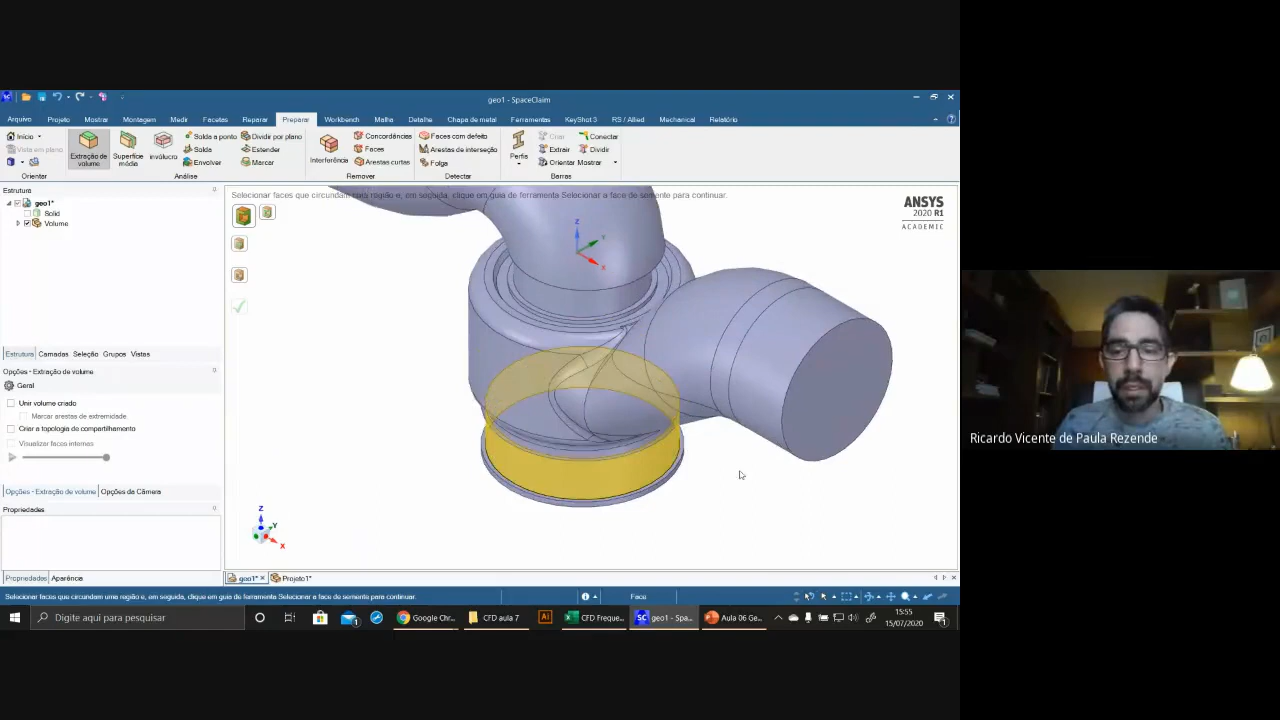 geo1 - SpaceClaim
Arquivo Projeto Mostrar Montagem Medir Facetas Reparar Preparar Workbench Malha Detalhe Chapa de metal Ferramentas KeyShot 3 RS / Allied Mechanical Relatório
Início
Vista em plano
Orientar
Extração de volume
Superfície média
invólucro
Solda a ponto
Solda
Envolver
Dividir por plano
Estender
Marcar
Análise
Interferência
Concordâncias
Faces
Arestas curtas
Remover
Faces com defeito
Arestas de interseção
Folga
Detectar
Perfis
Criar
Extrair
Orientar Mostrar
Conectar
Dividir
Barras
Estrutura
geo1*
Solid
Volume
Estrutura Camadas Seleção Grupos Vistas
Opções - Extração de volume
Geral
Unir volume criado
Marcar arestas de extremidade
Criar a topologia de compartilhamento
Visualizar faces internas
Opções - Extração de volume Opções da Câmera
Propriedades
Propriedades Aparência
Selecionar faces que circundam uma região e, em seguida, clique em guia de ferramenta Selecionar a face de semente para continuar.
ANSYS
2020 R1
ACADEMIC
Z
Y
X
geo1* Projeto1*
Selecionar faces que circundam uma região e, em seguida, clique em guia de ferramenta Selecionar a face de semente para continuar.
Face
Digite aqui para pesquisar
Google Chr...
CFD aula 7
CFD Freque...
geo1 - Spa...
Aula 06 Ge...
15:55
15/07/2020
Ricardo Vicente de Paula Rezende